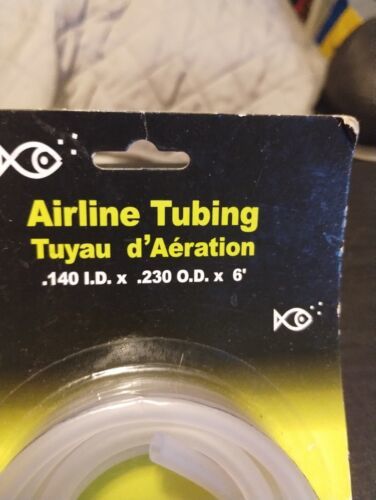 Airline Tubing
Tuyau d'Aération
.140 I.D. x .230 O.D. x 6'